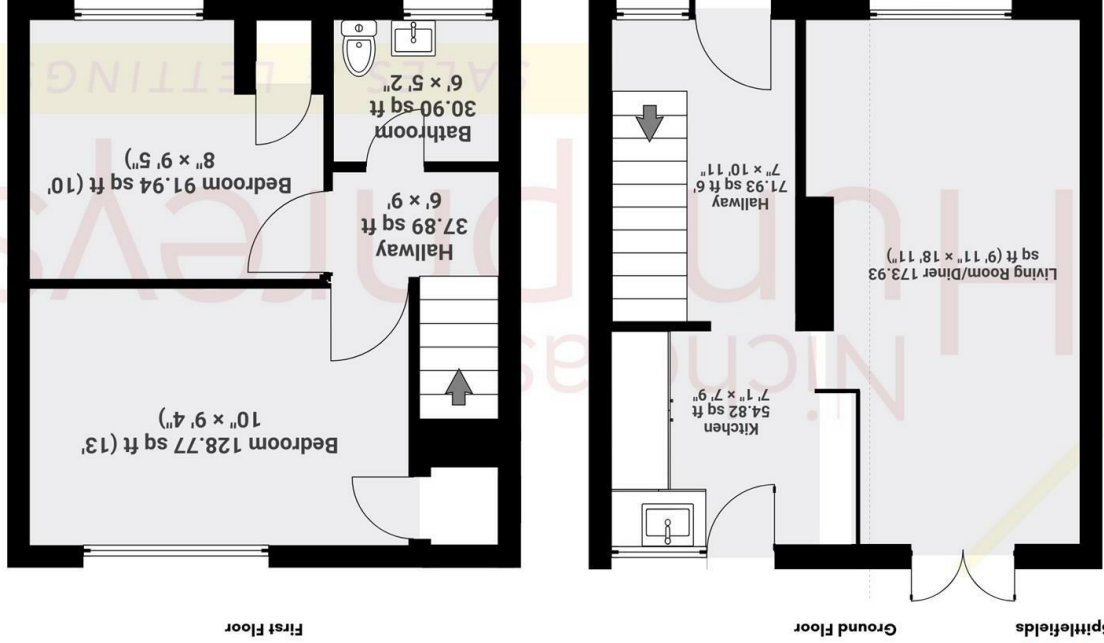 Spittlefields
Ground Floor
First Floor
Living Room/Diner 173.93
sq ft (9' 11" × 18' 11")
Kitchen
54.82 sq ft
7' 1" × 7' 9"
Hallway
71.93 sq ft 6'
7" × 10' 11"
Bedroom 128.77 sq ft (13'
10" × 9' 4")
Hallway
37.89 sq ft
6' × 9'
Bathroom
30.90 sq ft
6' × 5' 2"
Bedroom 91.94 sq ft (10'
8" × 9' 5")
SALES & LETTINGS